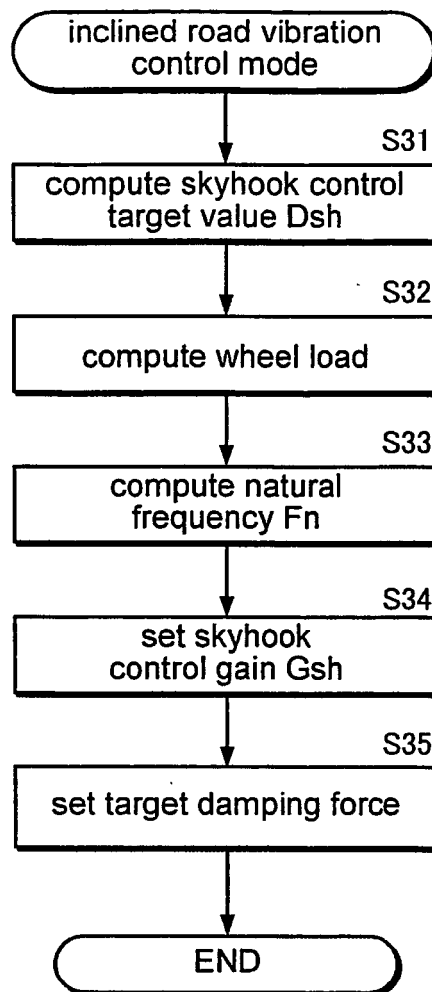 inclined road vibration
control mode
S31
compute skyhook control
target value Dsh
S32
compute wheel load
S33
compute natural
frequency Fn
S34
set skyhook
control gain Gsh
S35
set target damping force
END